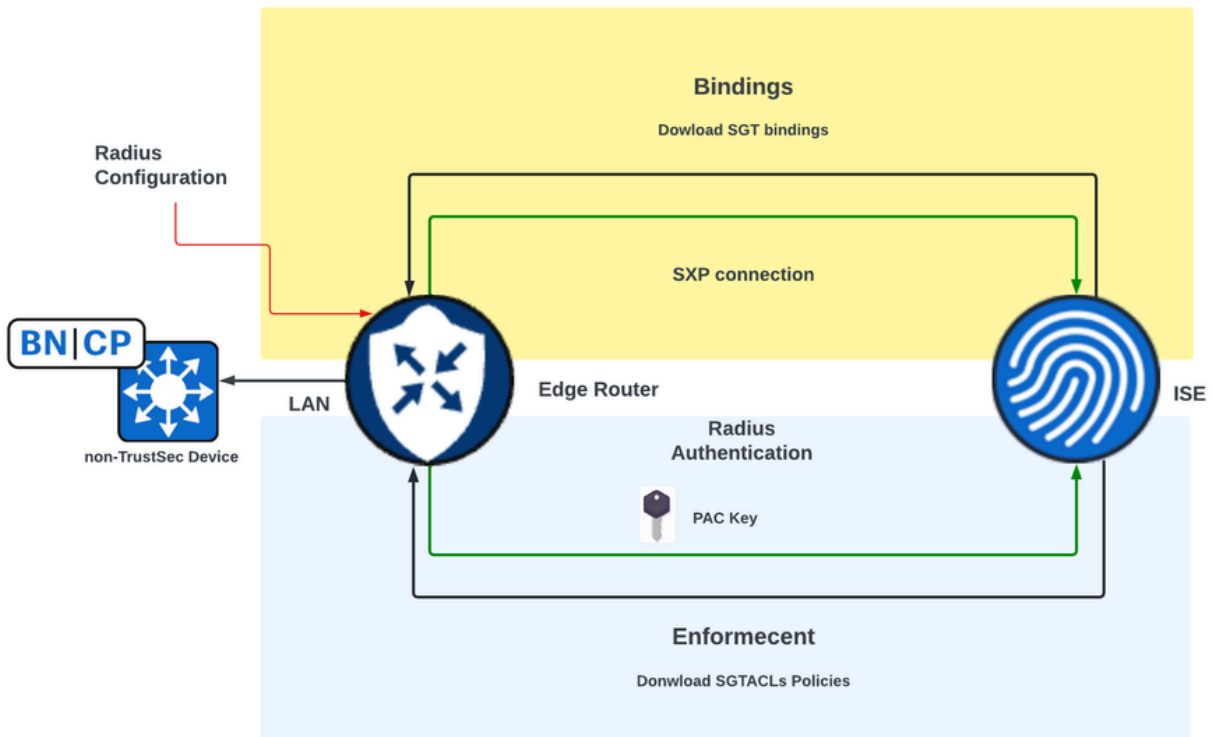 Bindings
Dowload SGT bindings
Radius
Configuration
SXP connection
BN|CP
Edge Router
ISE
LAN
non-TrustSec Device
Radius
Authentication
PAC Key
Enformecent
Donwload SGTACLs Policies